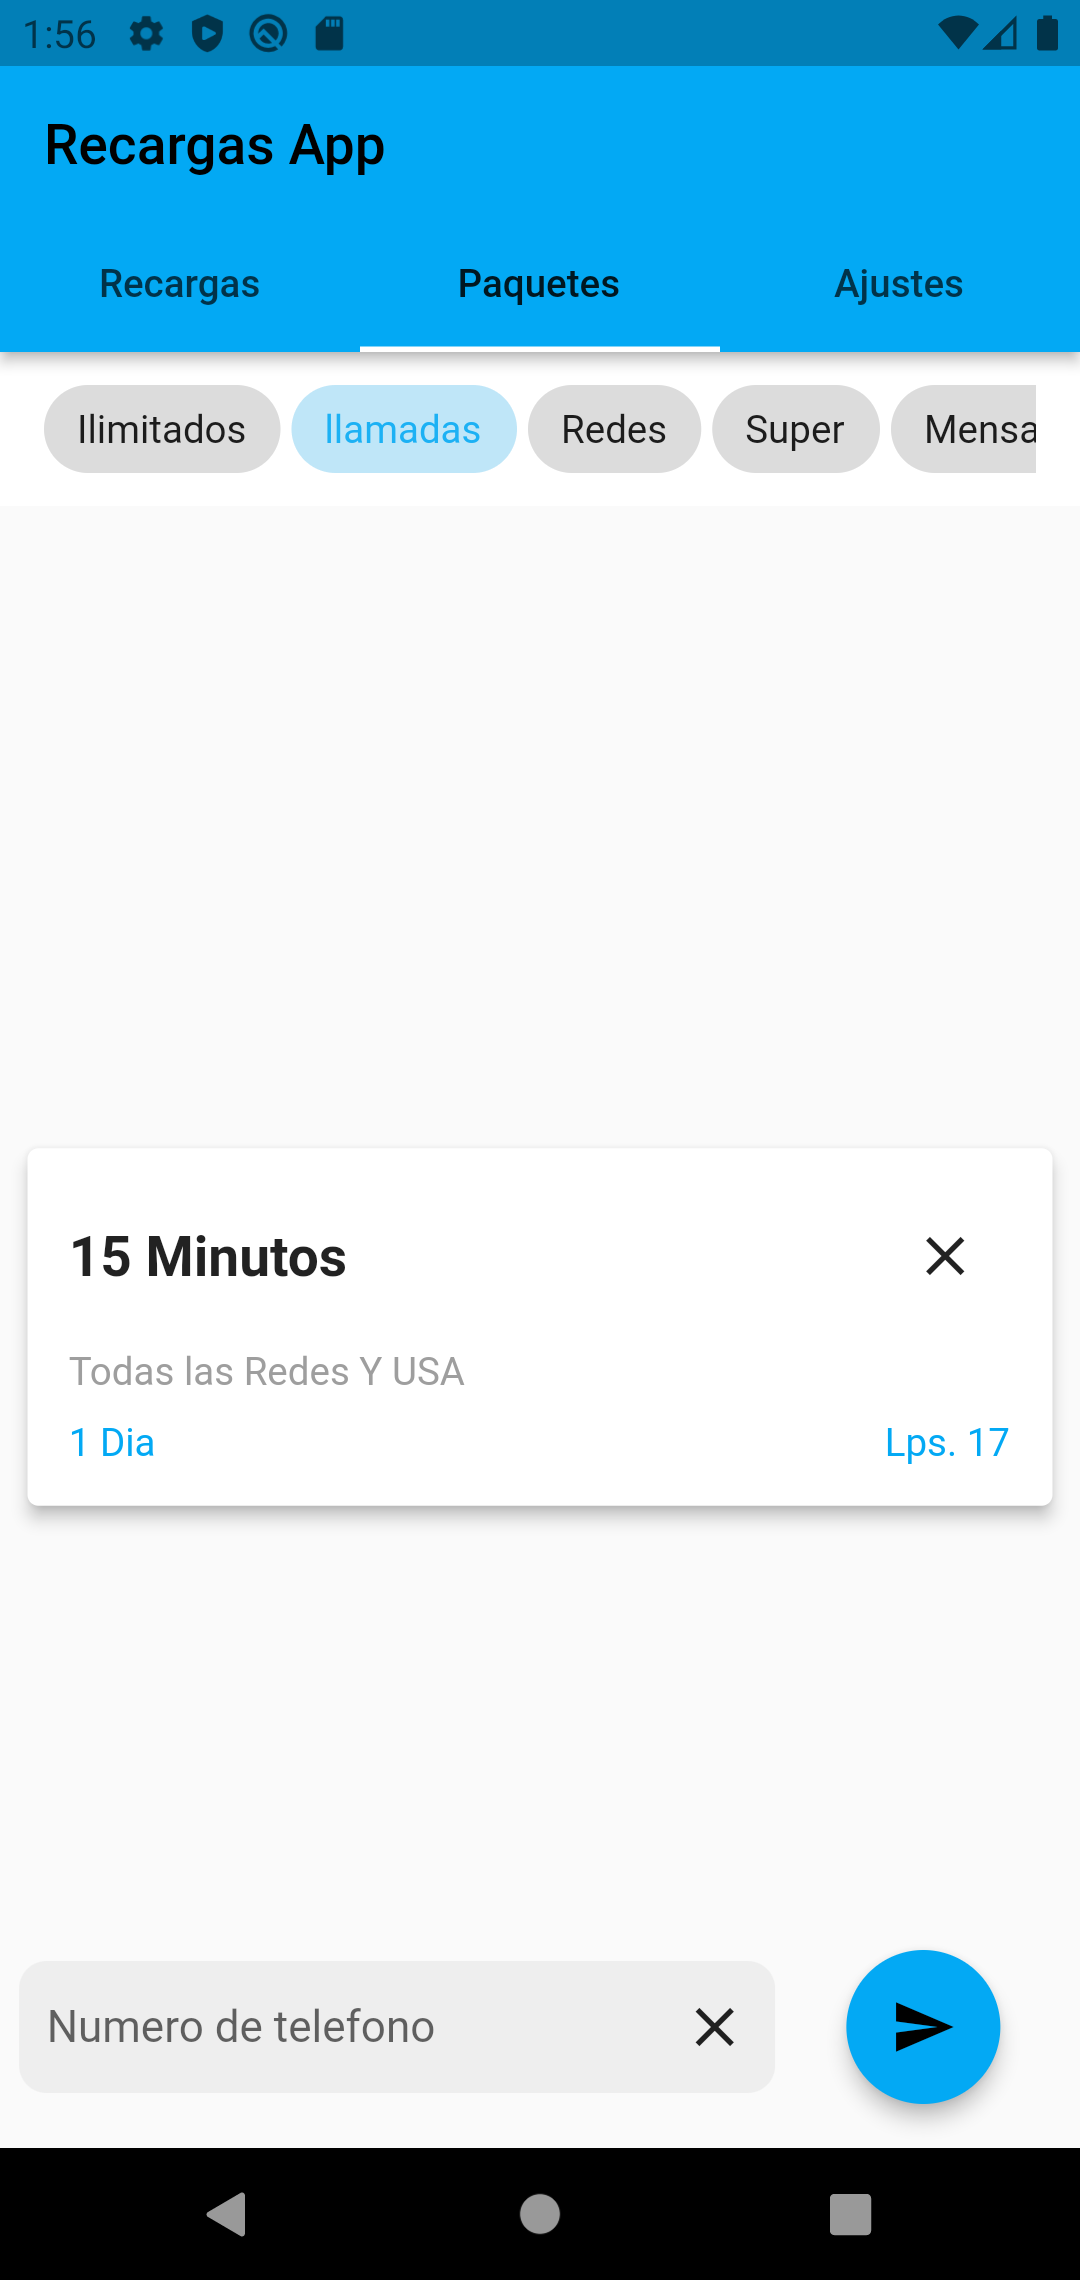 1:56
Recargas App
Recargas Paquetes Ajustes
Ilimitados llamadas Redes Super Mensa
15 Minutos
Todas las Redes Y USA
1 Dia Lps. 17
Numero de telefono